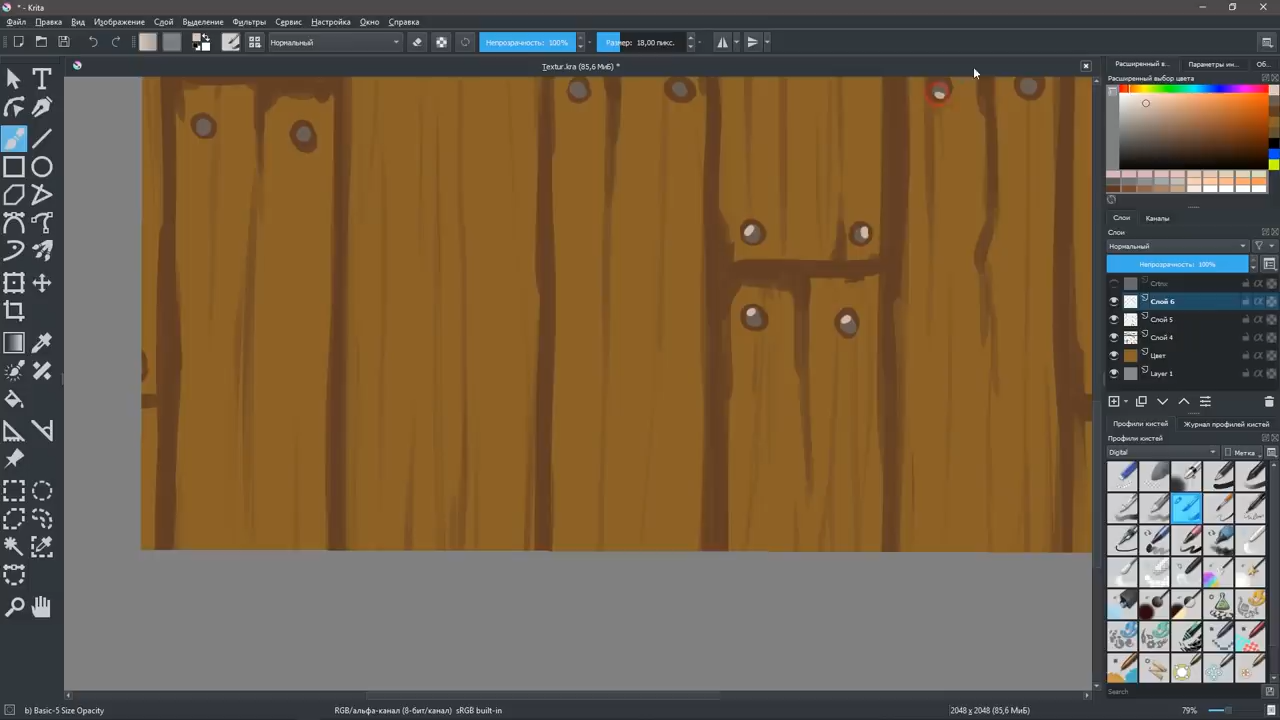 * - Krita
Файл Правка Вид Изображение Слой Выделение Фильтры Сервис Настройка Окно Справка
Нормальный Непрозрачность: 100% Размер: 18,00 пикс.
Textur.kra (85,6 МиБ) *
Расширенный в... Параметры ин... Об...
Расширенный выбор цвета
Слои Каналы
Слои
Нормальный
Непрозрачность: 100%
Слой 6
Слой 5
Слой 4
Цвет
Layer 1
Профили кистей Журнал профилей кистей
Профили кистей
Digital Метка
Search
b) Basic-5 Size Opacity RGB/альфа-канал (8-бит/канал) sRGB built-in 2048 x 2048 (85,6 МиБ) 79%